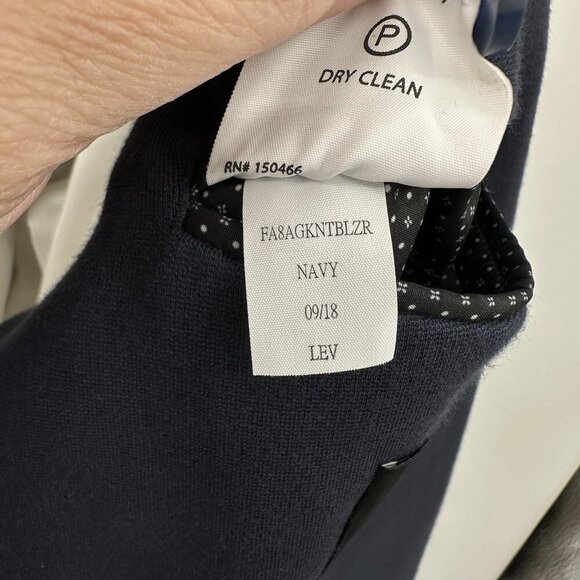 P
DRY CLEAN
RN# 150466
FA8AGKNTBLZR
NAVY
09/18
LEV